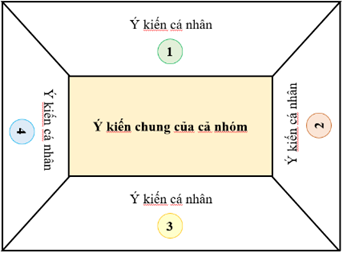 Ý kiến cá nhân
1
Ý kiến cá nhân
4
Ý kiến chung của cả nhóm
Ý kiến cá nhân
2
Ý kiến cá nhân
3